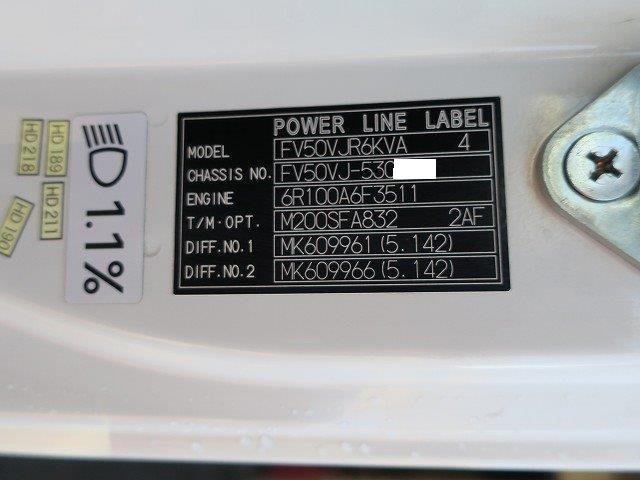 POWER LINE LABEL
MODEL FV50VJR6KVA 4
CHASSIS NO. FV50VJ-530
ENGINE 6R100A6F3511
T/M·OPT. M200SFA832 2AF
DIFF.NO.1 MK609961(5.142)
DIFF.NO.2 MK609966(5.142)
1.1%
HD 218
HD 189
HD 211
HD 190